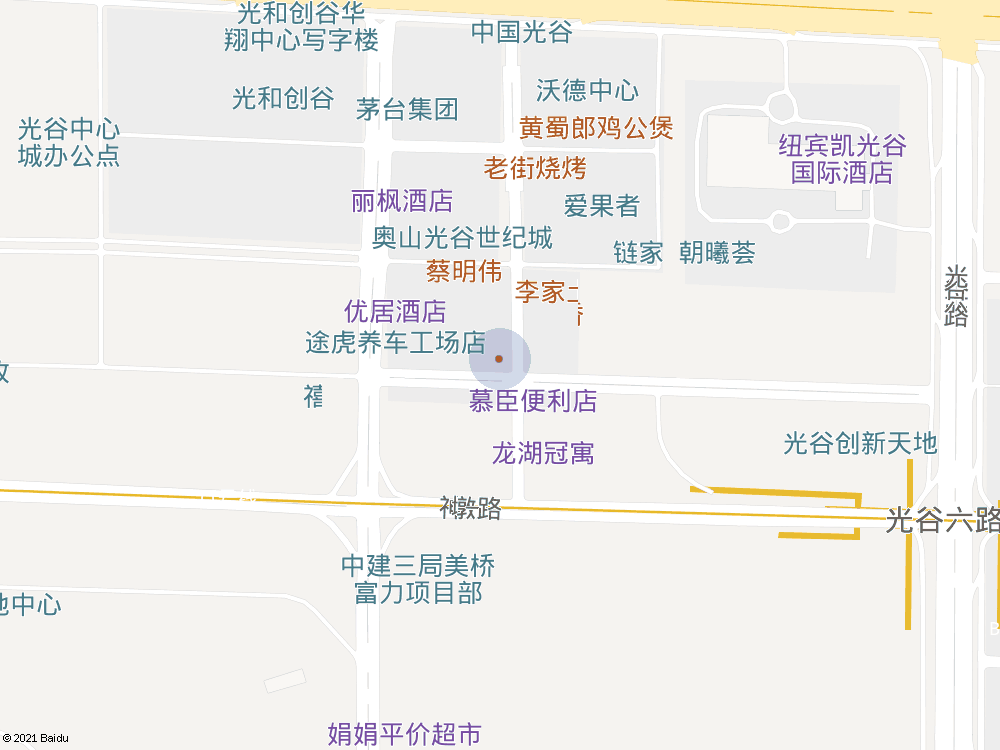 光和创谷华
翔中心写字楼
中国光谷
光和创谷
茅台集团
沃德中心
黄蜀郎鸡公煲
光谷中心
城办公点
老街烧烤
纽宾凯光谷
国际酒店
丽枫酒店
爱果者
奥山光谷世纪城
链家
朝曦荟
蔡明伟
李家
优居酒店
途虎养车工场店
慕臣便利店
龙湖冠寓
光谷创新天地
敦路
光谷六路
中建三局美桥
富力项目部
地中心
娟娟平价超市
© 2021 Baidu